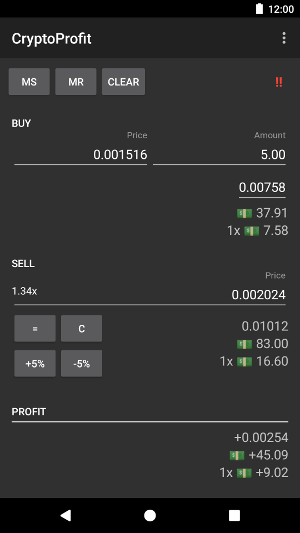 12:00
CryptoProfit
MS MR CLEAR !!
BUY
Price Amount
0.001516 5.00
0.00758
37.91
1x 7.58
SELL
Price
1.34x 0.002024
= C 0.01012
83.00
+5% -5% 1x 16.60
PROFIT
+0.00254
+45.09
1x +9.02